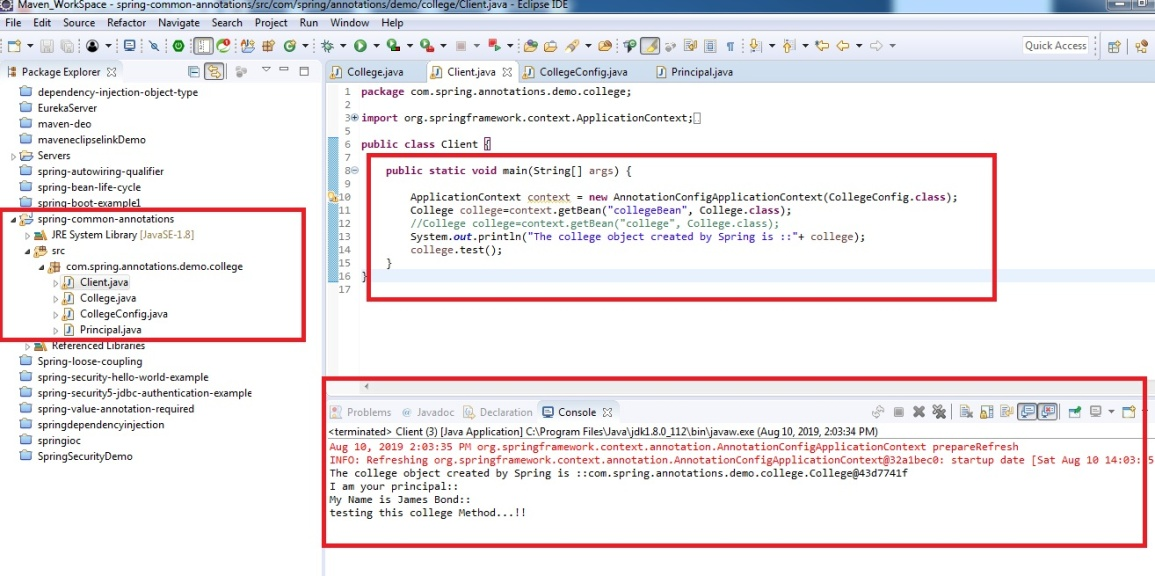 Maven_WorkSpace - spring-common-annotations/src/com/spring/annotations/demo/college/Client.java - Eclipse IDE
File Edit Source Refactor Navigate Search Project Run Window Help
Quick Access
Package Explorer
dependency-injection-object-type
EurekaServer
maven-deo
maveneclipselinkDemo
Servers
spring-autowiring-qualifier
spring-bean-life-cycle
spring-boot-example1
spring-common-annotations
JRE System Library [JavaSE-1.8]
src
com.spring.annotations.demo.college
Client.java
College.java
CollegeConfig.java
Principal.java
Referenced Libraries
Spring-loose-coupling
spring-security-hello-world-example
spring-security5-jdbc-authentication-example
spring-value-annotation-required
springdependencyinjection
springioc
SpringSecurityDemo
College.java Client.java CollegeConfig.java Principal.java
1 package com.spring.annotations.demo.college;
2
3 import org.springframework.context.ApplicationContext;
5
6 public class Client {
7
8 public static void main(String[] args) {
9
10 ApplicationContext context = new AnnotationConfigApplicationContext(CollegeConfig.class);
11 College college=context.getBean("collegeBean", College.class);
12 //College college=context.getBean("college", College.class);
13 System.out.println("The college object created by Spring is ::"+ college);
14 college.test();
15 }
16 }
17
Problems Javadoc Declaration Console
<terminated> Client (3) [Java Application] C:\Program Files\Java\jdk1.8.0_112\bin\javaw.exe (Aug 10, 2019, 2:03:34 PM)
Aug 10, 2019 2:03:35 PM org.springframework.context.annotation.AnnotationConfigApplicationContext prepareRefresh
INFO: Refreshing org.springframework.context.annotation.AnnotationConfigApplicationContext@32a1bec0: startup date [Sat Aug 10 14:03:35
The college object created by Spring is ::com.spring.annotations.demo.college.College@43d7741f
I am your principal::
My Name is James Bond::
testing this college Method...!!